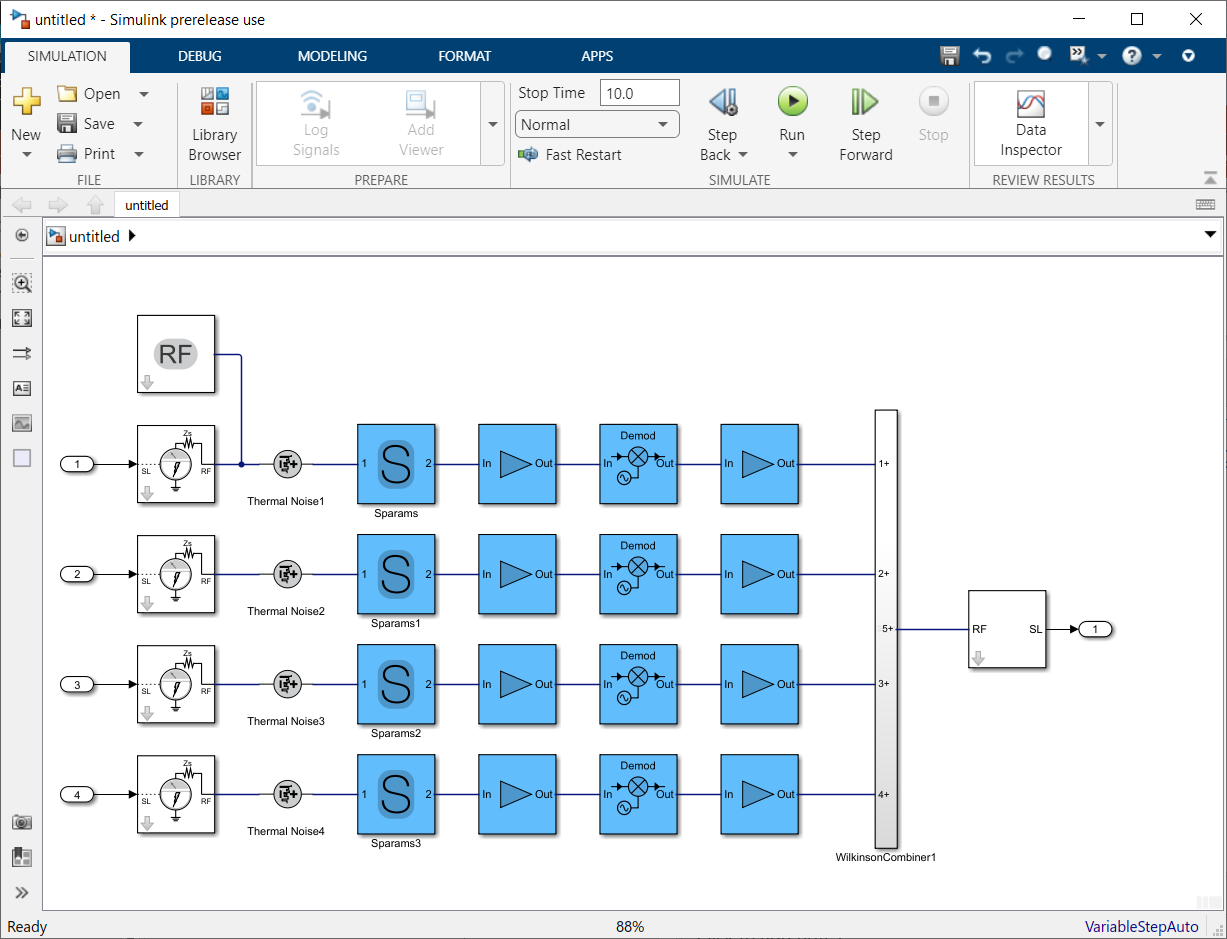 untitled * - Simulink prerelease use
SIMULATION DEBUG MODELING FORMAT APPS
New
Open
Save
Print
FILE
Library
Browser
LIBRARY
Log
Signals
Add
Viewer
PREPARE
Stop Time 10.0
Normal
Fast Restart
Step
Back
Run
Step
Forward
Stop
SIMULATE
Data
Inspector
REVIEW RESULTS
untitled
untitled
RF
1 SL Zs RF Thermal Noise1 1 S 2 Sparams In Out Demod In Out In Out 1+
2 SL Zs RF Thermal Noise2 1 S 2 Sparams1 In Out Demod In Out In Out 2+
5+ RF SL 1
3 SL Zs RF Thermal Noise3 1 S 2 Sparams2 In Out Demod In Out In Out 3+
4 SL Zs RF Thermal Noise4 1 S 2 Sparams3 In Out Demod In Out In Out 4+
WilkinsonCombiner1
Ready 88% VariableStepAuto